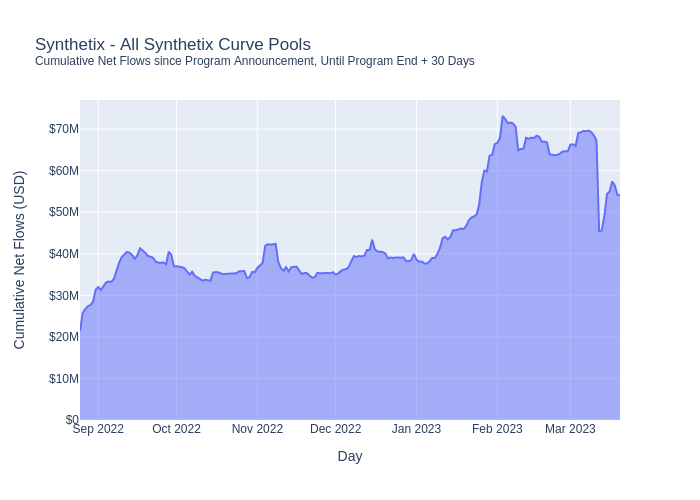 Synthetix - All Synthetix Curve Pools
Cumulative Net Flows since Program Announcement, Until Program End + 30 Days
Cumulative Net Flows (USD)
$70M
$60M
$50M
$40M
$30M
$20M
$10M
$0
Sep 2022 Oct 2022 Nov 2022 Dec 2022 Jan 2023 Feb 2023 Mar 2023
Day